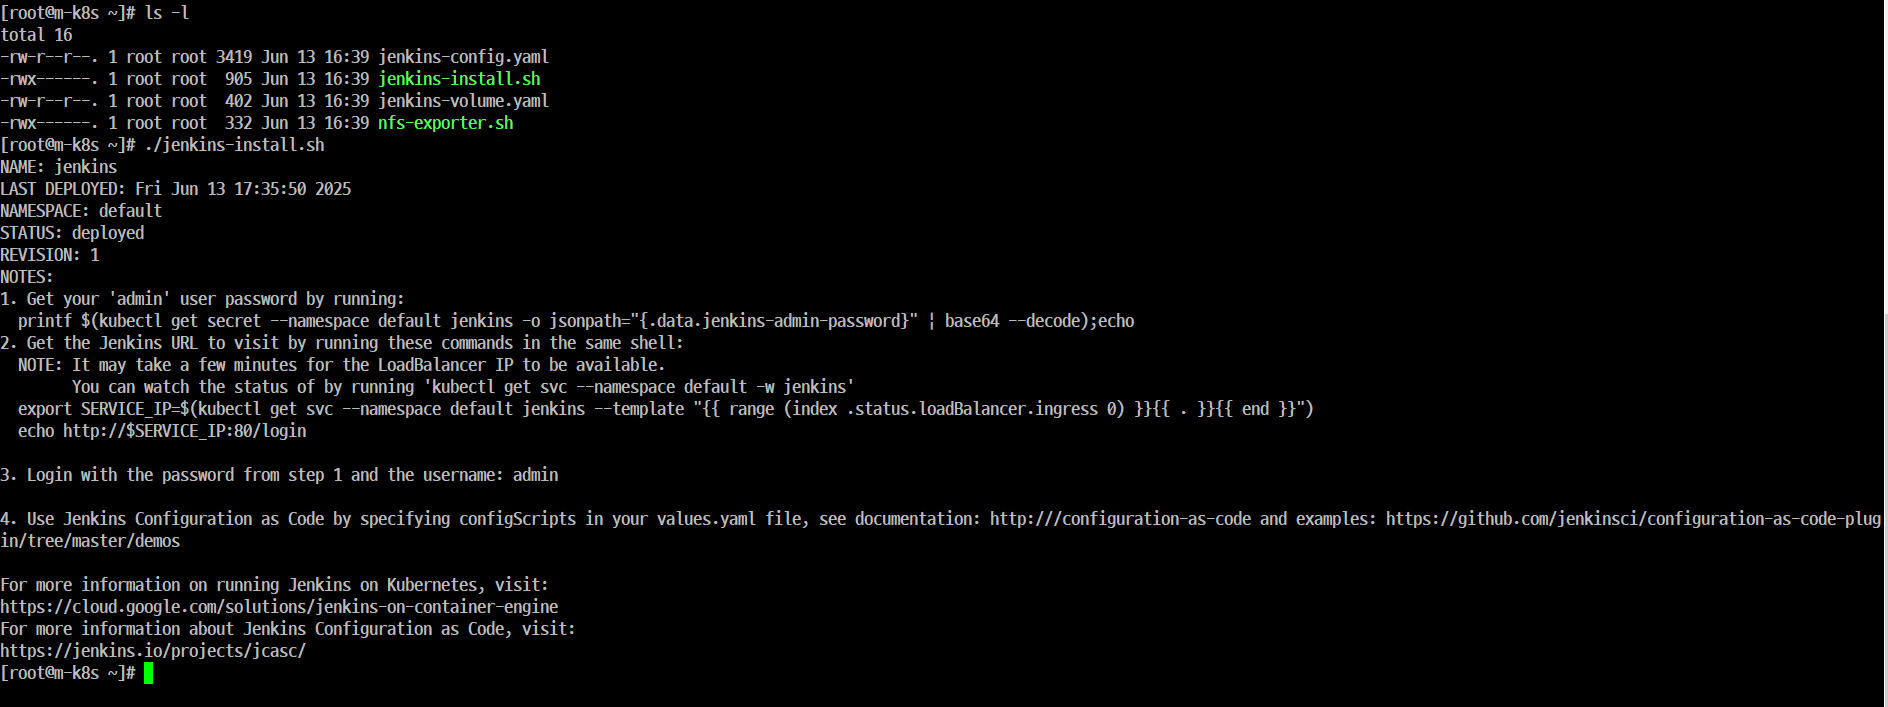 [root@m-k8s ~]# ls -l
total 16
-rw-r--r--. 1 root root 3419 Jun 13 16:39 jenkins-config.yaml
-rwx------. 1 root root  905 Jun 13 16:39 jenkins-install.sh
-rw-r--r--. 1 root root  402 Jun 13 16:39 jenkins-volume.yaml
-rwx------. 1 root root  332 Jun 13 16:39 nfs-exporter.sh
[root@m-k8s ~]# ./jenkins-install.sh
NAME: jenkins
LAST DEPLOYED: Fri Jun 13 17:35:50 2025
NAMESPACE: default
STATUS: deployed
REVISION: 1
NOTES:
1. Get your 'admin' user password by running:
  printf $(kubectl get secret --namespace default jenkins -o jsonpath="{.data.jenkins-admin-password}" | base64 --decode);echo
2. Get the Jenkins URL to visit by running these commands in the same shell:
  NOTE: It may take a few minutes for the LoadBalancer IP to be available.
        You can watch the status of by running 'kubectl get svc --namespace default -w jenkins'
  export SERVICE_IP=$(kubectl get svc --namespace default jenkins --template "{{ range (index .status.loadBalancer.ingress 0) }}{{ . }}{{ end }}")
  echo http://$SERVICE_IP:80/login

3. Login with the password from step 1 and the username: admin

4. Use Jenkins Configuration as Code by specifying configScripts in your values.yaml file, see documentation: http:///configuration-as-code and examples: https://github.com/jenkinsci/configuration-as-code-plug
in/tree/master/demos

For more information on running Jenkins on Kubernetes, visit:
https://cloud.google.com/solutions/jenkins-on-container-engine
For more information about Jenkins Configuration as Code, visit:
https://jenkins.io/projects/jcasc/
[root@m-k8s ~]#